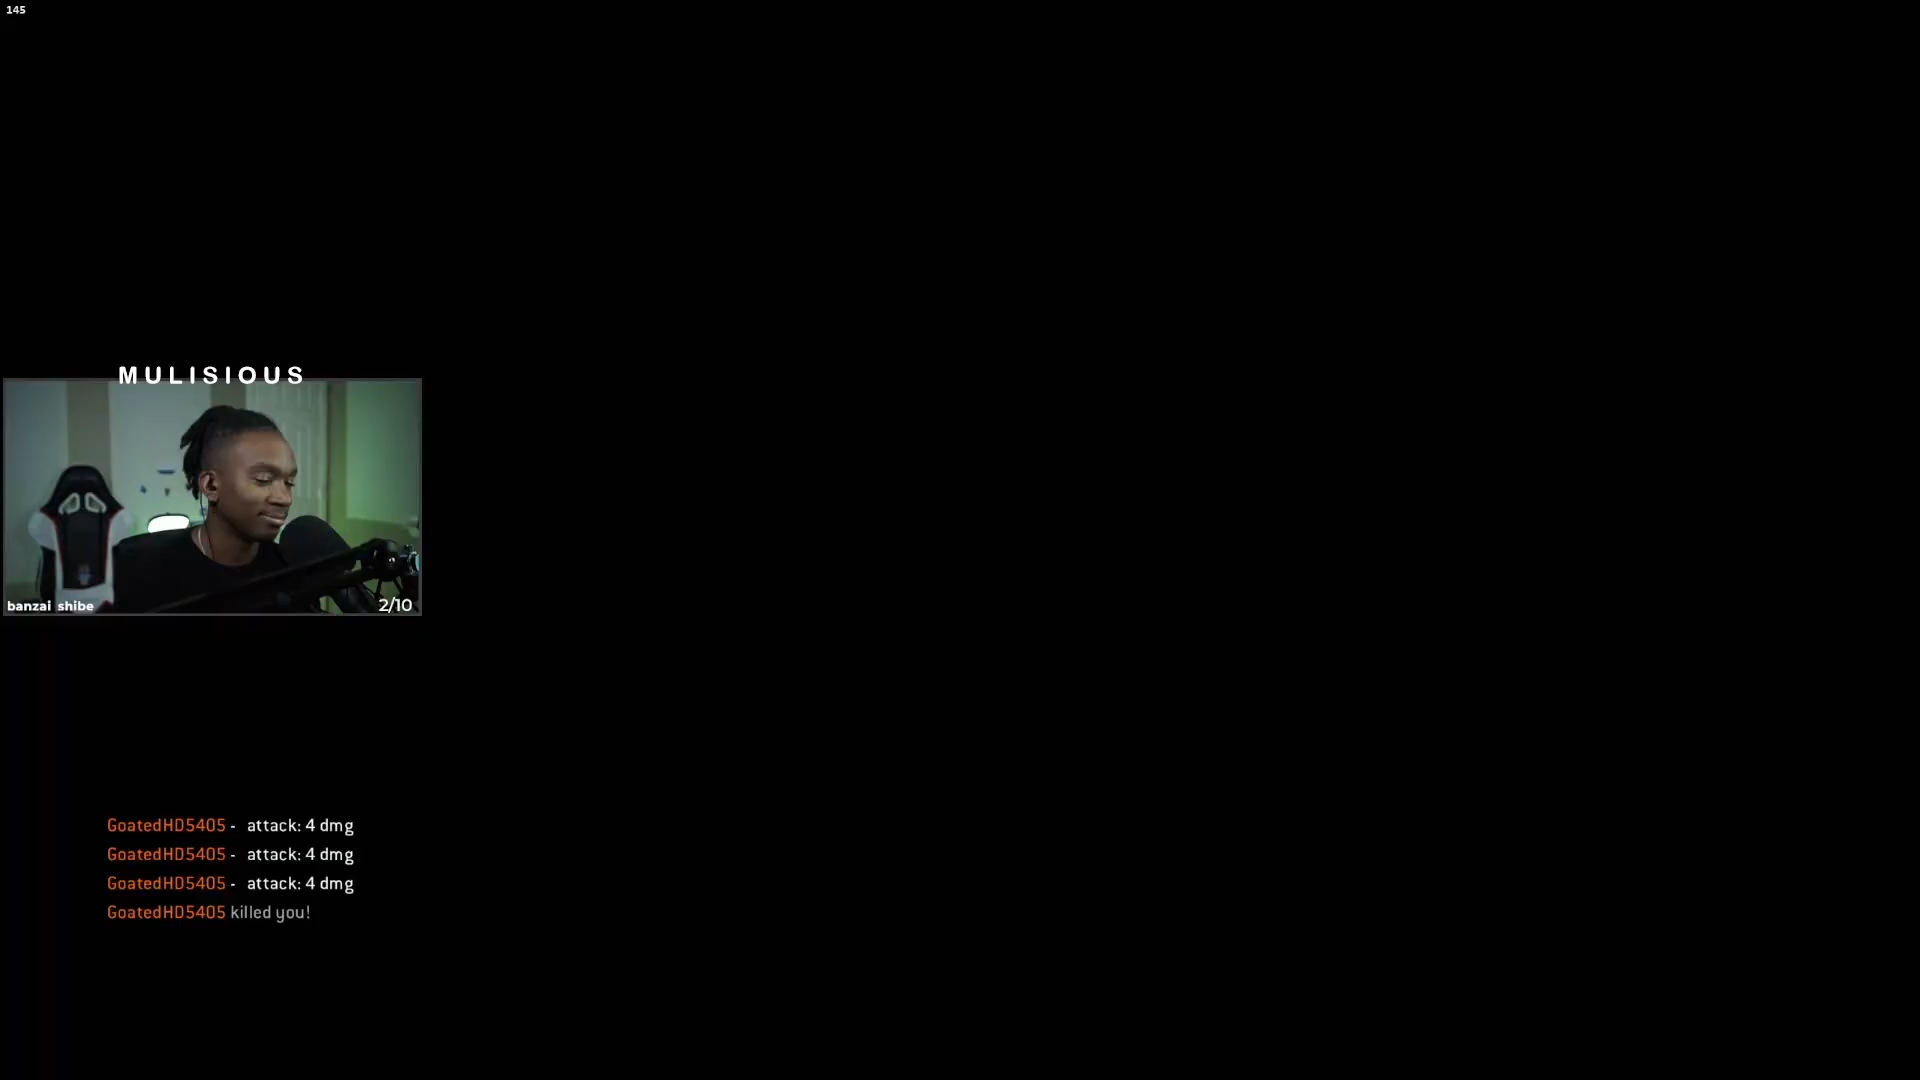 145
MULISIOUS
banzai shibe
2/10
GoatedHD5405 - attack: 4 dmg
GoatedHD5405 - attack: 4 dmg
GoatedHD5405 - attack: 4 dmg
GoatedHD5405 killed you!